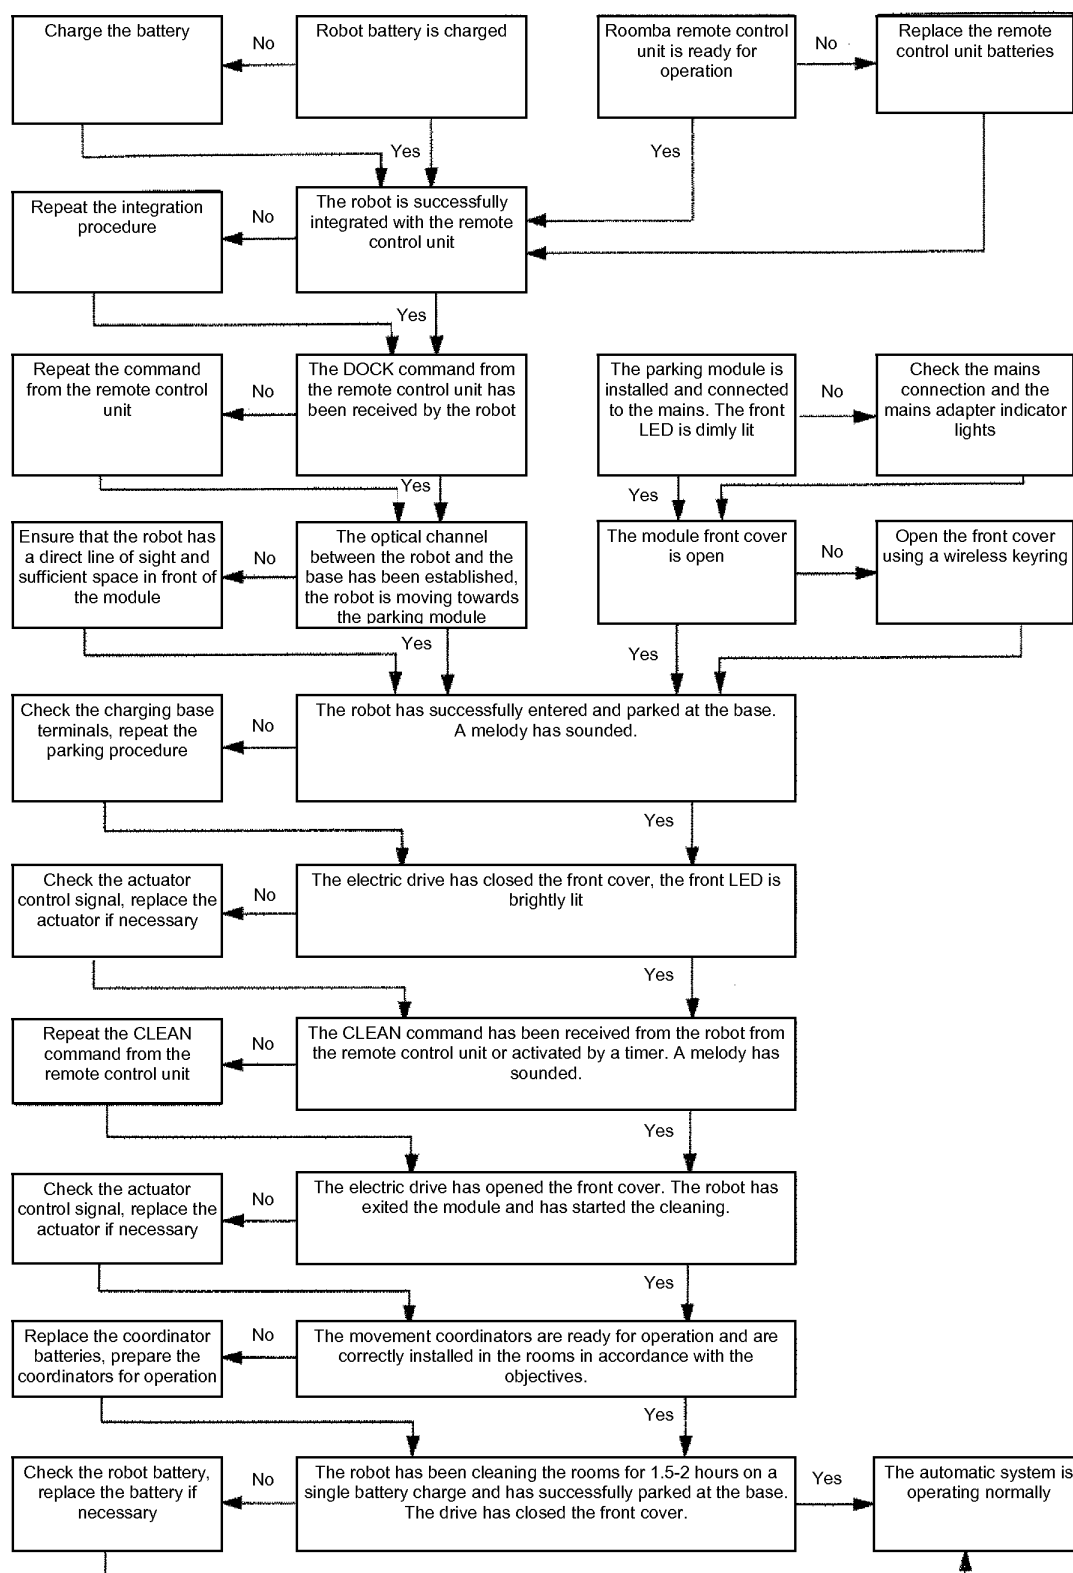 Charge the battery
No
Robot battery is charged
Roomba remote control
unit is ready for
operation
No
Replace the remote
control unit batteries
Yes
Yes
Repeat the integration
procedure
No
The robot is successfully
integrated with the remote
control unit
Yes
Repeat the command
from the remote control
unit
No
The DOCK command from
the remote control unit has
been received by the robot
The parking module is
installed and connected
to the mains. The front
LED is dimly lit
No
Check the mains
connection and the
mains adapter indicator
lights
Yes
Yes
Ensure that the robot has
a direct line of sight and
sufficient space in front of
the module
No
The optical channel
between the robot and the
base has been established,
the robot is moving towards
the parking module
The module front cover
is open
No
Open the front cover
using a wireless keyring
Yes
Yes
Check the charging base
terminals, repeat the
parking procedure
No
The robot has successfully entered and parked at the base.
A melody has sounded.
Yes
Check the actuator
control signal, replace the
actuator if necessary
No
The electric drive has closed the front cover, the front LED is
brightly lit
Yes
Repeat the CLEAN
command from the
remote control unit
No
The CLEAN command has been received from the robot from
the remote control unit or activated by a timer. A melody has
sounded.
Yes
Check the actuator
control signal, replace the
actuator if necessary
No
The electric drive has opened the front cover. The robot has
exited the module and has started the cleaning.
Yes
Replace the coordinator
batteries, prepare the
coordinators for operation
No
The movement coordinators are ready for operation and are
correctly installed in the rooms in accordance with the
objectives.
Yes
Check the robot battery,
replace the battery if
necessary
No
The robot has been cleaning the rooms for 1.5-2 hours on a
single battery charge and has successfully parked at the base.
The drive has closed the front cover.
Yes
The automatic system is
operating normally